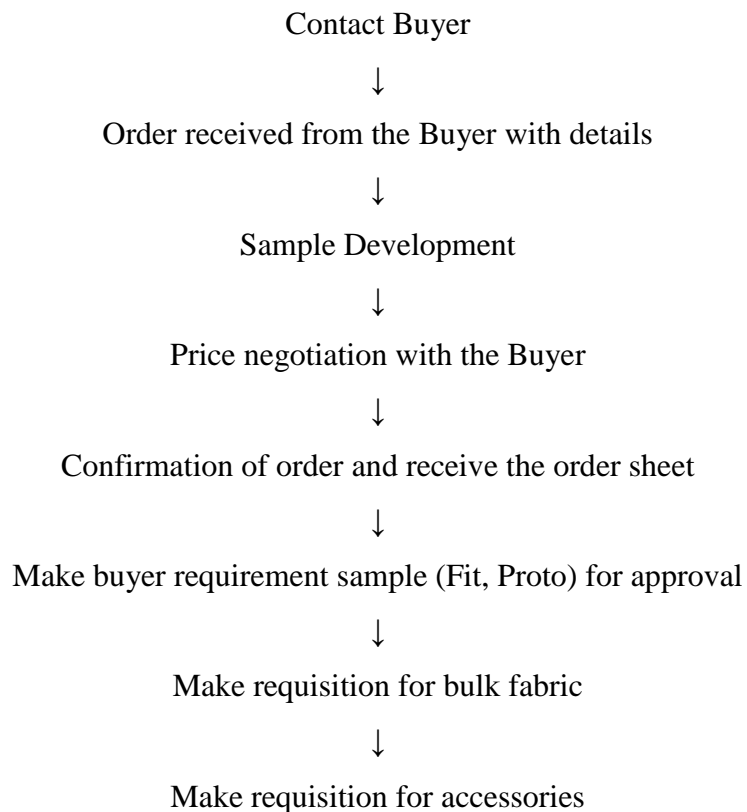 Contact Buyer
↓
Order received from the Buyer with details
↓
Sample Development
↓
Price negotiation with the Buyer
↓
Confirmation of order and receive the order sheet
↓
Make buyer requirement sample (Fit, Proto) for approval
↓
Make requisition for bulk fabric
↓
Make requisition for accessories